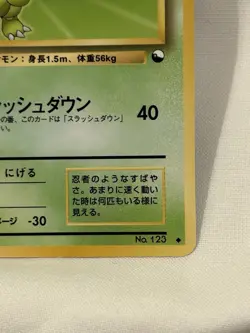 モン：身長1.5m、体重56kg
ラッシュダウン 40
の番、このカードは「スラッシュダウン」
にげる
忍者のようなすばや
さ。あまりに速く動い
た時は何匹もいる様に
見える。
ージ -30
No. 123 ◆